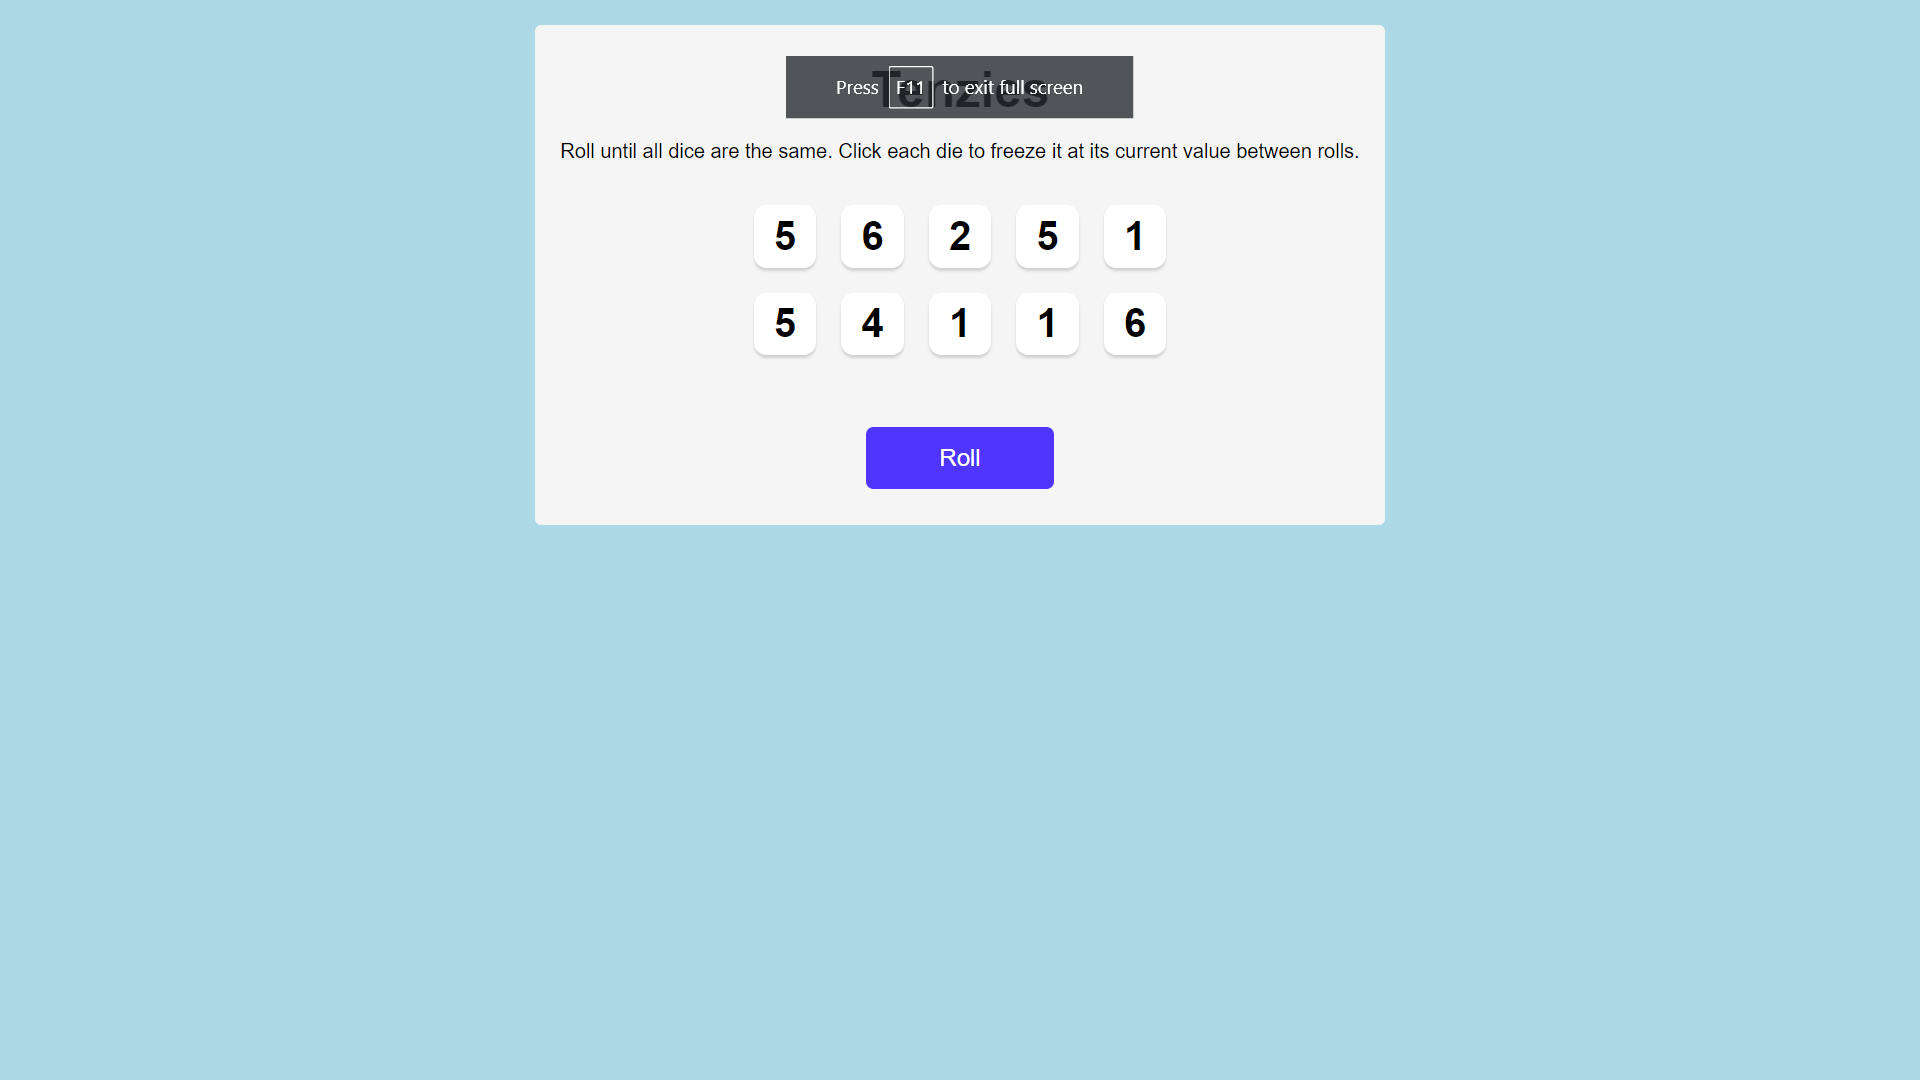 Tenzies
Press F11 to exit full screen
Roll until all dice are the same. Click each die to freeze it at its current value between rolls.
5 6 2 5 1
5 4 1 1 6
Roll